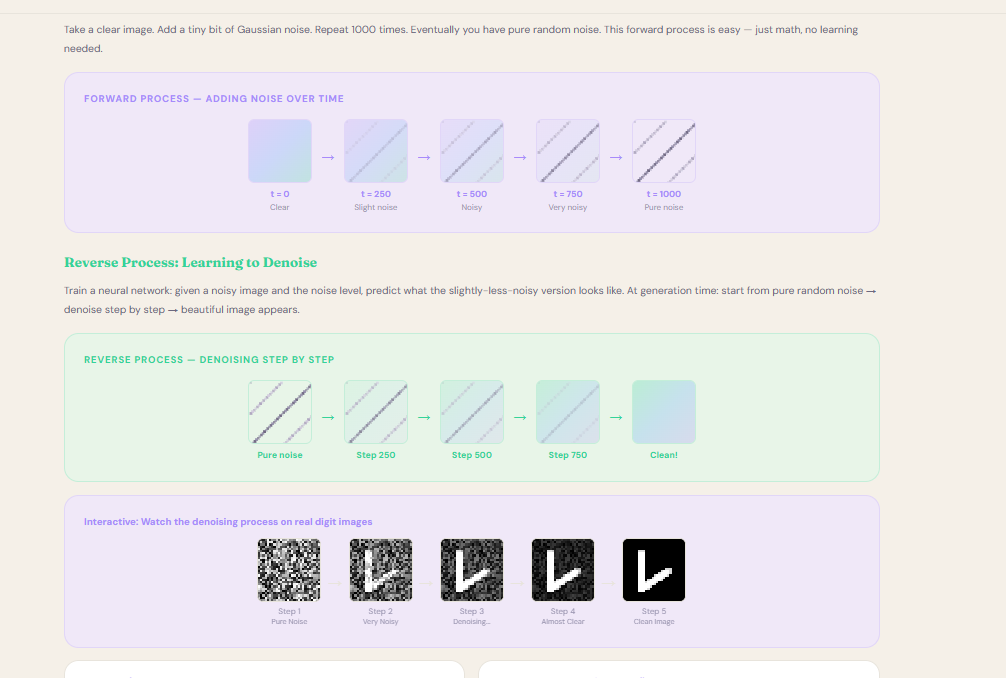 Take a clear image. Add a tiny bit of Gaussian noise. Repeat 1000 times. Eventually you have pure random noise. This forward process is easy — just math, no learning
needed.
FORWARD PROCESS — ADDING NOISE OVER TIME
→ → → →
t = 0 t = 250 t = 500 t = 750 t = 1000
Clear Slight noise Noisy Very noisy Pure noise
Reverse Process: Learning to Denoise
Train a neural network: given a noisy image and the noise level, predict what the slightly-less-noisy version looks like. At generation time: start from pure random noise →
denoise step by step → beautiful image appears.
REVERSE PROCESS — DENOISING STEP BY STEP
→ → → →
Pure noise Step 250 Step 500 Step 750 Clean!
Interactive: Watch the denoising process on real digit images
→ → → →
Step 1 Step 2 Step 3 Step 4 Step 5
Pure Noise Very Noisy Denoising... Almost Clear Clean Image